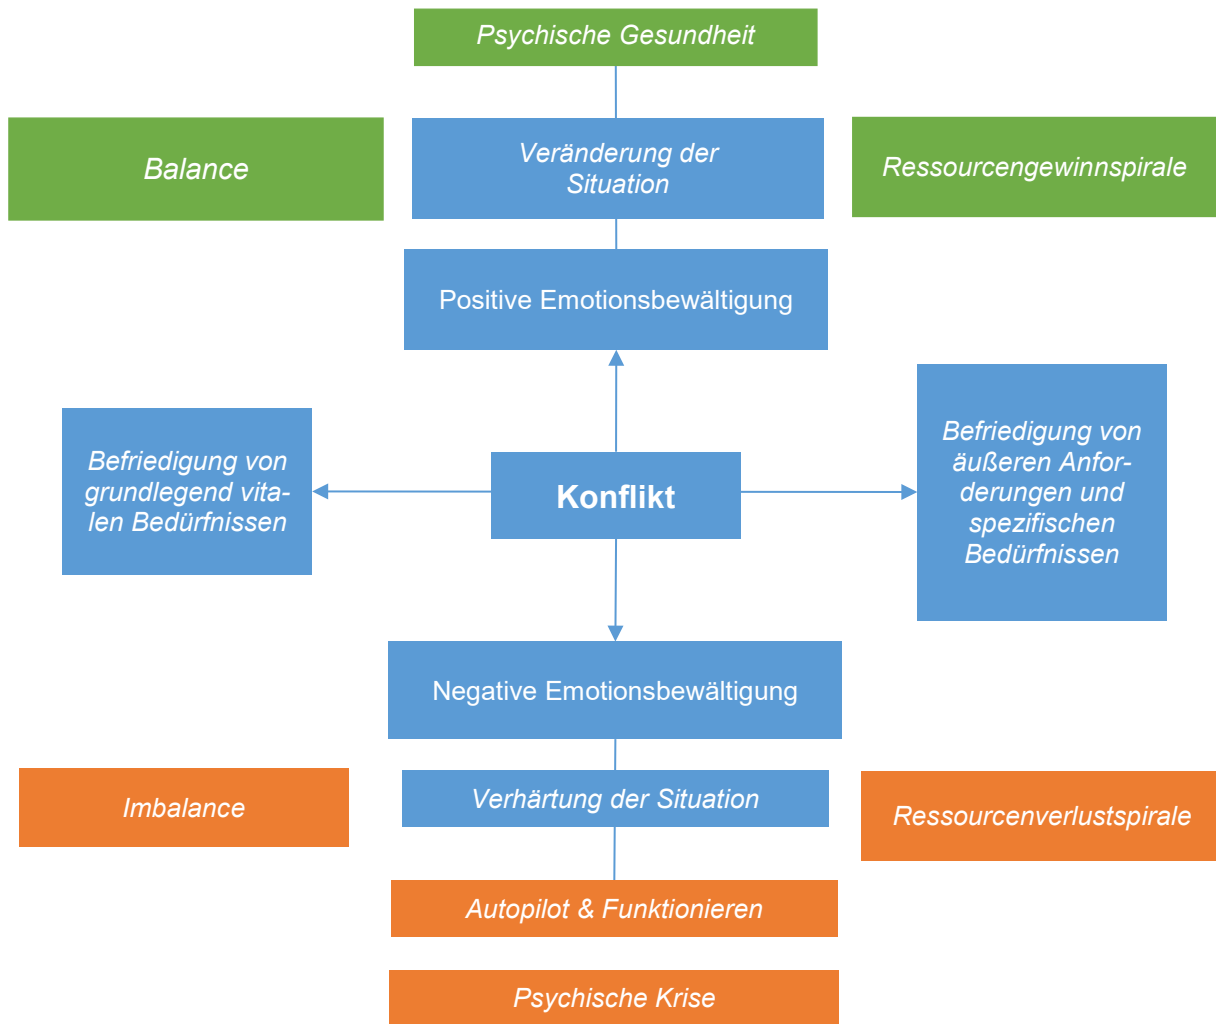 Psychische Gesundheit
Balance
Veränderung der
Situation
Ressourcengewinnspirale
Positive Emotionsbewältigung
Befriedigung von
grundlegend vita-
len Bedürfnissen
Konflikt
Befriedigung von
äußeren Anfor-
derungen und
spezifischen
Bedürfnissen
Negative Emotionsbewältigung
Imbalance
Verhärtung der Situation
Ressourcenverlustspirale
Autopilot & Funktionieren
Psychische Krise